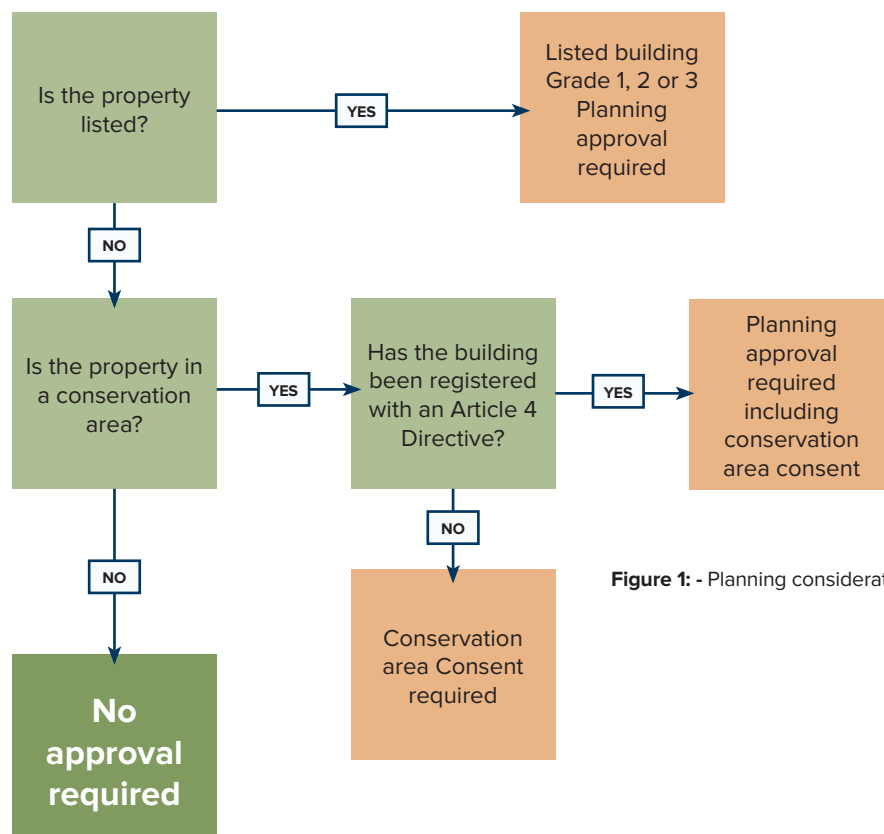 Is the property
listed?
YES
Listed building
Grade 1, 2 or 3
Planning
approval
required
NO
Is the property in
a conservation
area?
YES
Has the building
been registered
with an Article 4
Directive?
YES
Planning
approval
required
including
conservation
area consent
NO
NO
Figure 1: - Planning considerat
Conservation
area Consent
required
No
approval
required